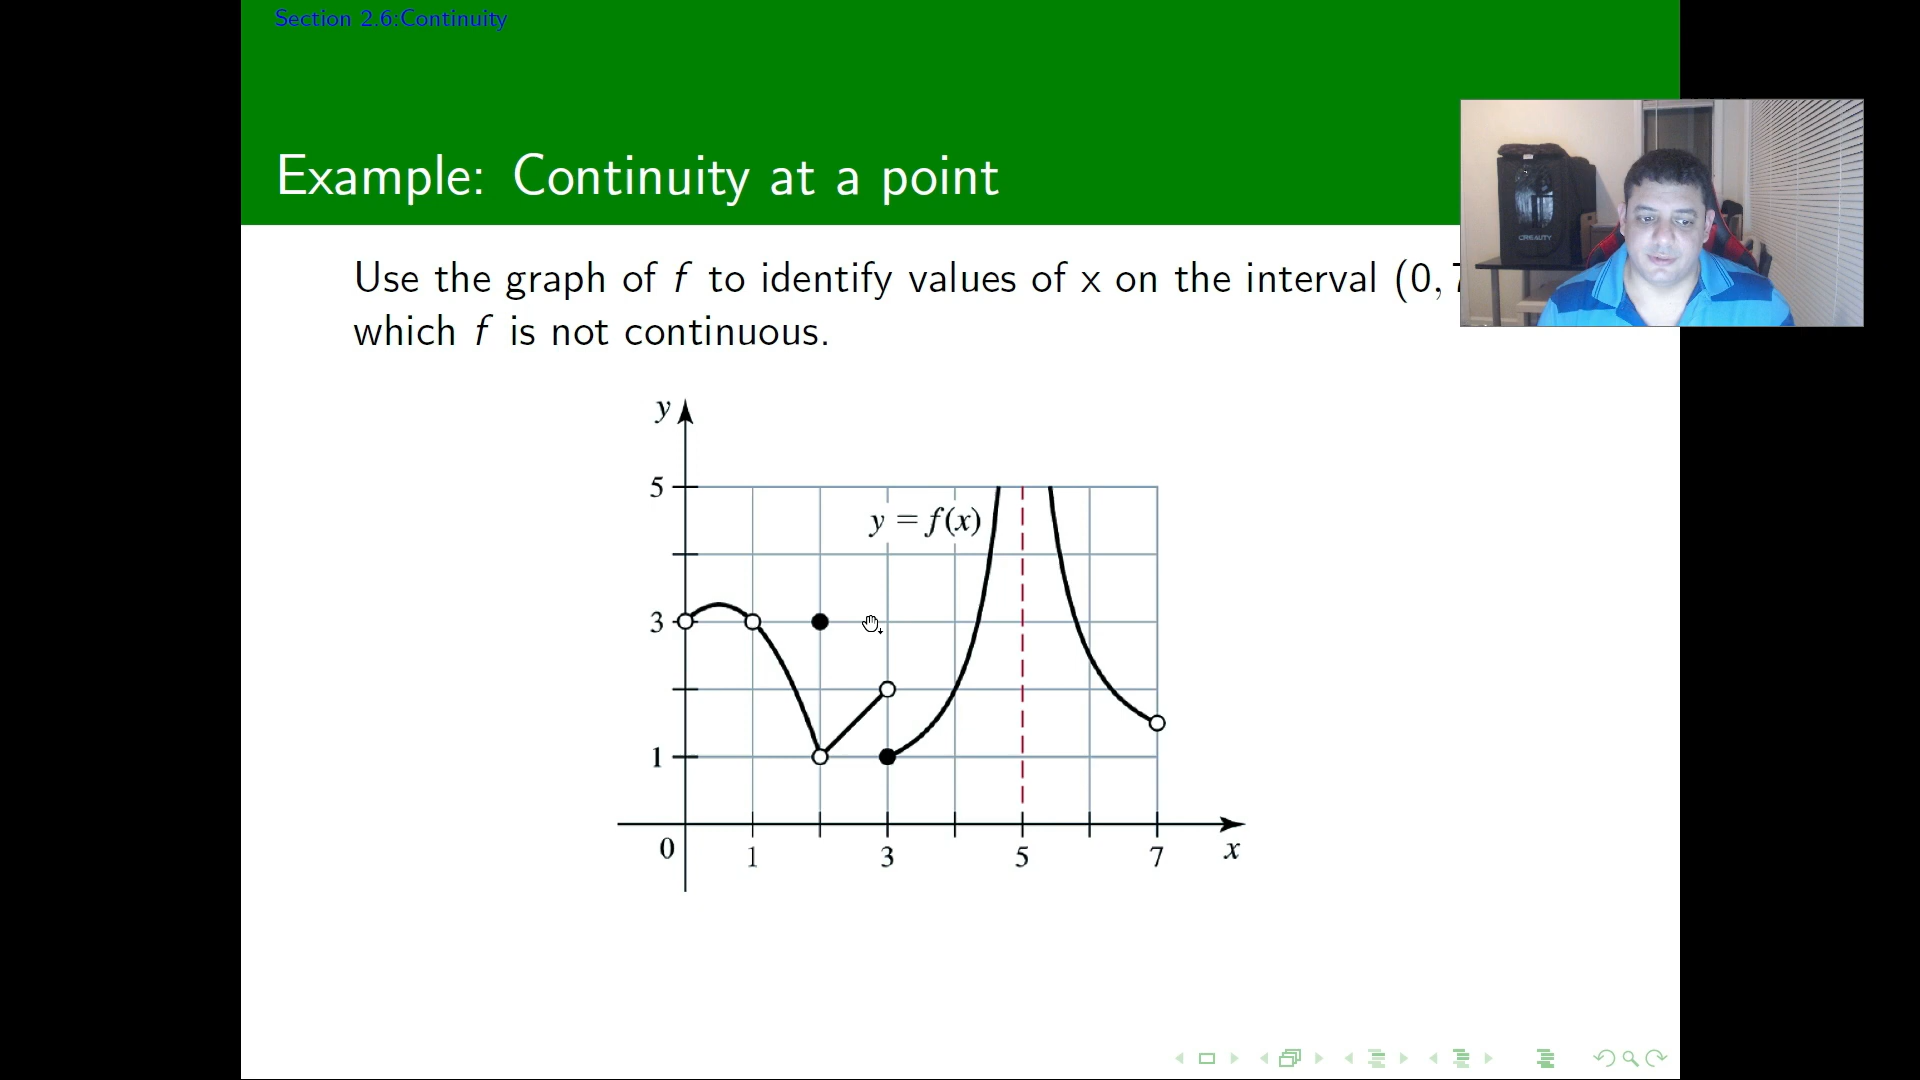 Section 2.6:Continuity
Example: Continuity at a point
Use the graph of f to identify values of x on the interval (0,
which f is not continuous.
y
5
y = f(x)
3
1
0
1
3
5
7
x
CREALITY